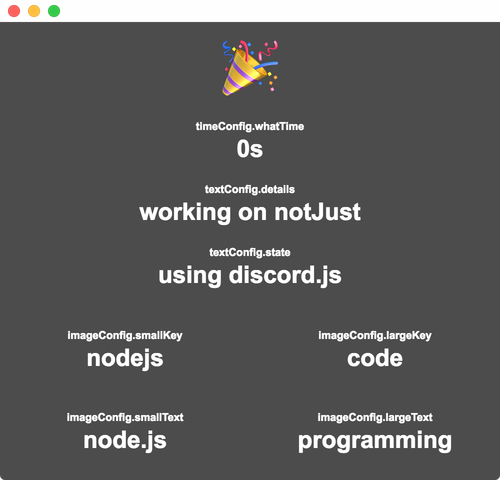 timeConfig.whatTime
0s
textConfig.details
working on notJust
textConfig.state
using discord.js
imageConfig.smallKey
nodejs
imageConfig.largeKey
code
imageConfig.smallText
node.js
imageConfig.largeText
programming